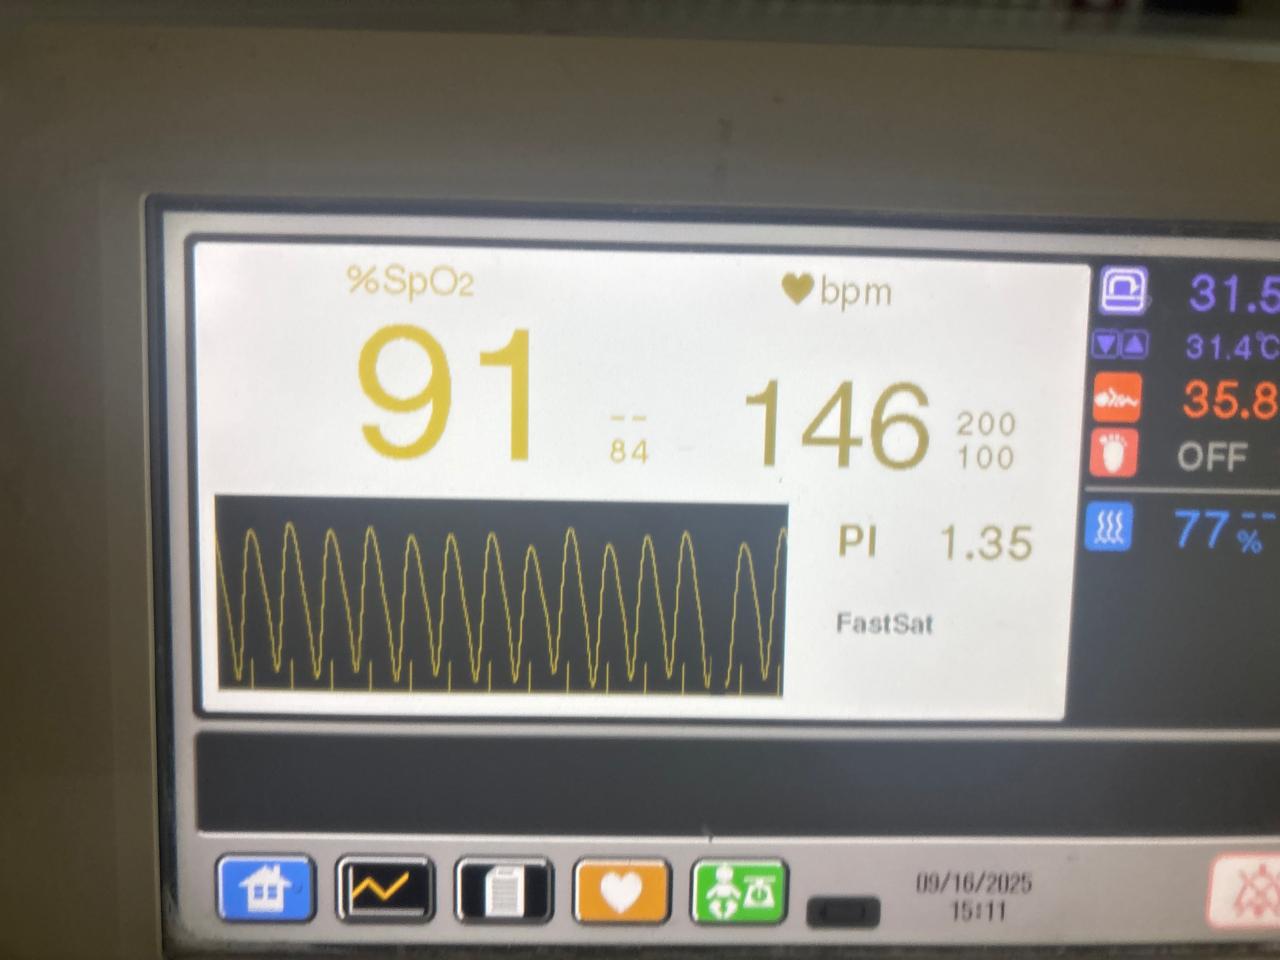 %SpO2
♥bpm
91
--
84
146
200
100
PI 1.35
FastSat
31.5
31.4°C
35.8
OFF
77 --
%
09/16/2025
15:11